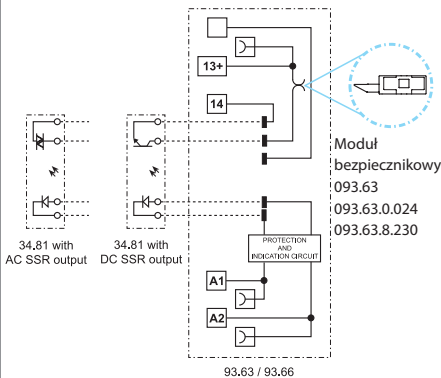 13+
14
Moduł
bezpiecznikowy
093.63
093.63.0.024
093.63.8.230
34.81 with
AC SSR output
34.81 with
DC SSR output
PROTECTION
AND
INDICATION CIRCUIT
A1
A2
93.63 / 93.66